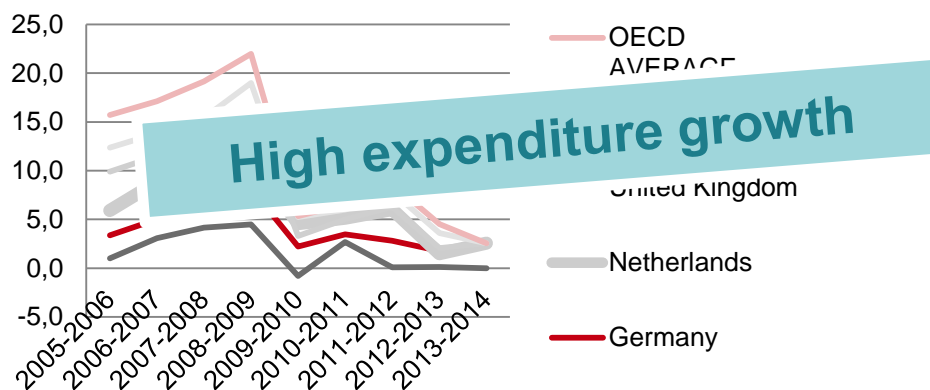 25,0
20,0
15,0
10,0
5,0
0,0
-5,0
2005-2006
2006-2007
2007-2008
2008-2009
2009-2010
2010-2011
2011-2012
2012-2013
2013-2014
High expenditure growth
OECD
AVERAGE
United Kingdom
Netherlands
Germany